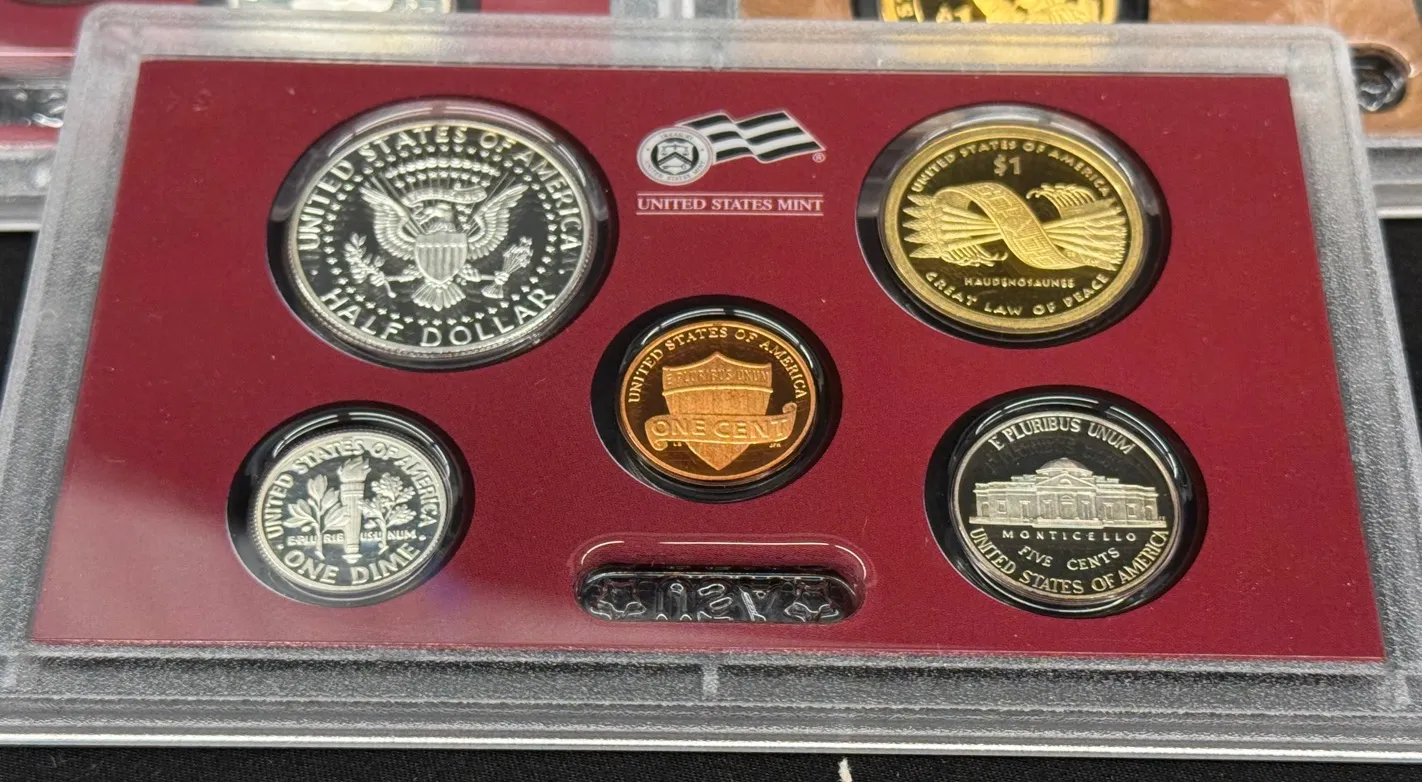 UNITED STATES OF AMERICA
HALF DOLLAR
UNITED STATES MINT
UNITED STATES OF AMERICA
$1
HAUDENOSAUNEE
GREAT LAW OF PEACE
UNITED STATES OF AMERICA
E PLURIBUS UNUM
ONE CENT
UNITED STATES OF AMERICA
E PLURIBUS UNUM
ONE DIME
E PLURIBUS UNUM
MONTICELLO
FIVE CENTS
UNITED STATES OF AMERICA
$1